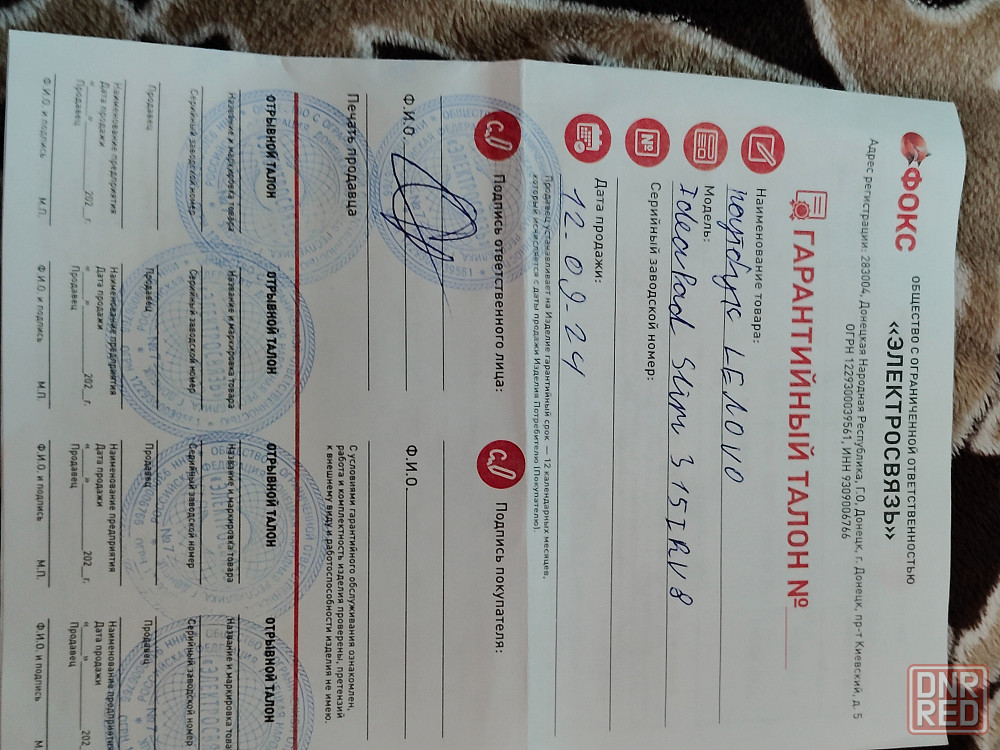 ФОКС
ОБЩЕСТВО С ОГРАНИЧЕННОЙ ОТВЕТСТВЕННОСТЬЮ
«ЭЛЕКТРОСВЯЗЬ»
Адрес регистрации: 283004, Донецкая Народная Республика, Г.О. Донецк, г. Донецк, пр-т Киевский, д. 5
ОГРН 1229300039561, ИНН 9309006766
ГАРАНТИЙНЫЙ ТАЛОН №
Наименование товара:
ноутбук LENOVO
Модель:
IdeaPad Slim 3 15IRU8
№
Серийный заводской номер:
Дата продажи:
12-09-24
Продавец устанавливает на Изделие гарантийный срок — 12 календарных месяцев,
который исчисляется с даты продажи Изделия Потребителю (Покупателю).
Подпись ответственного лица:
Ф.И.О.
Печать продавца
Подпись покупателя:
Ф.И.О.
С условиями гарантийного обслуживания ознакомлен,
работа и комплектность изделия проверены, претензий
к внешнему виду и работоспособности изделия не имею.
ОТРЫВНОЙ ТАЛОН
Название и маркировка товара
Серийный заводской номер
Продавец
Наименование предприятия
Дата продажи
« » 202 г.
Продавец
Ф.И.О. и подпись М.П.
ОТРЫВНОЙ ТАЛОН
Название и маркировка товара
Серийный заводской номер
Продавец
Наименование предприятия
Дата продажи
« » 202 г.
Продавец
Ф.И.О. и подпись М.П.
ОТРЫВНОЙ ТАЛОН
Название и маркировка товара
Серийный заводской номер
Продавец
Наименование предприятия
Дата продажи
« » 202 г.
Продавец
Ф.И.О. и подпись М.П.
ОТРЫВНОЙ ТАЛОН
Название и маркировка това
Серийный заводской номер
Продавец
Наименование предприяти
Дата продажи
« » 202
Продавец
Ф.И.О. и подпись М
DNR
RED